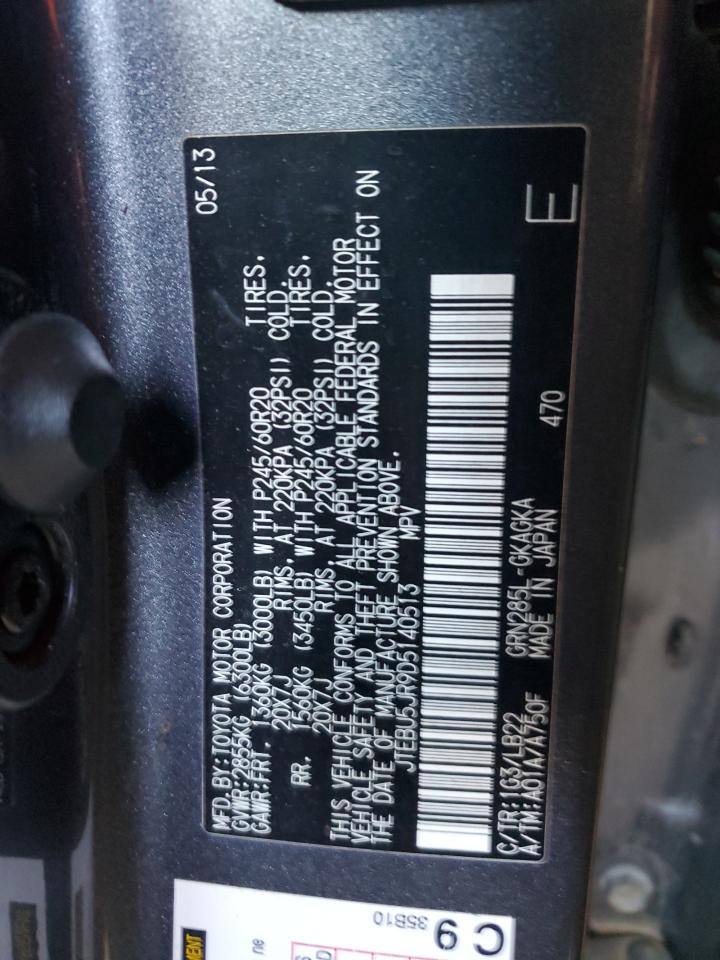 MFD.BY:TOYOTA MOTOR CORPORATION 05/13
GVWR:2855KG (6300LB)
GAWR:FRT. 1360KG (3000LB) WITH P245/60R20 TIRES,
20X7J RIMS, AT 220KPA (32PSI) COLD.
RR. 1560KG (3450LB) WITH P245/60R20 TIRES,
20X7J RIMS, AT 220KPA (32PSI) COLD.
THIS VEHICLE CONFORMS TO ALL APPLICABLE FEDERAL MOTOR
VEHICLE SAFETY AND THEFT PREVENTION STANDARDS IN EFFECT ON
THE DATE OF MANUFACTURE SHOWN ABOVE.
JTEBU5JR9D5140513 MPV
C/TR:1G3/LB22 GRN285L-GKAGKA 470 E
A/TM:A01A/A750F MADE IN JAPAN
C 9
35B10